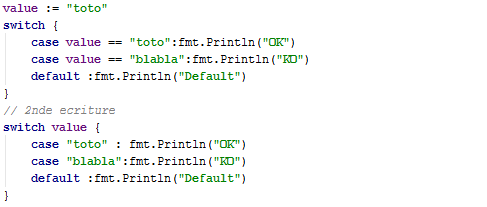 value := "toto"
switch {
case value == "toto":fmt.Println("OK")
case value == "blabla":fmt.Println("KO")
default :fmt.Println("Default")
}
// 2nde ecriture
switch value {
case "toto" : fmt.Println("OK")
case "blabla":fmt.Println("KO")
default :fmt.Println("Default")
}